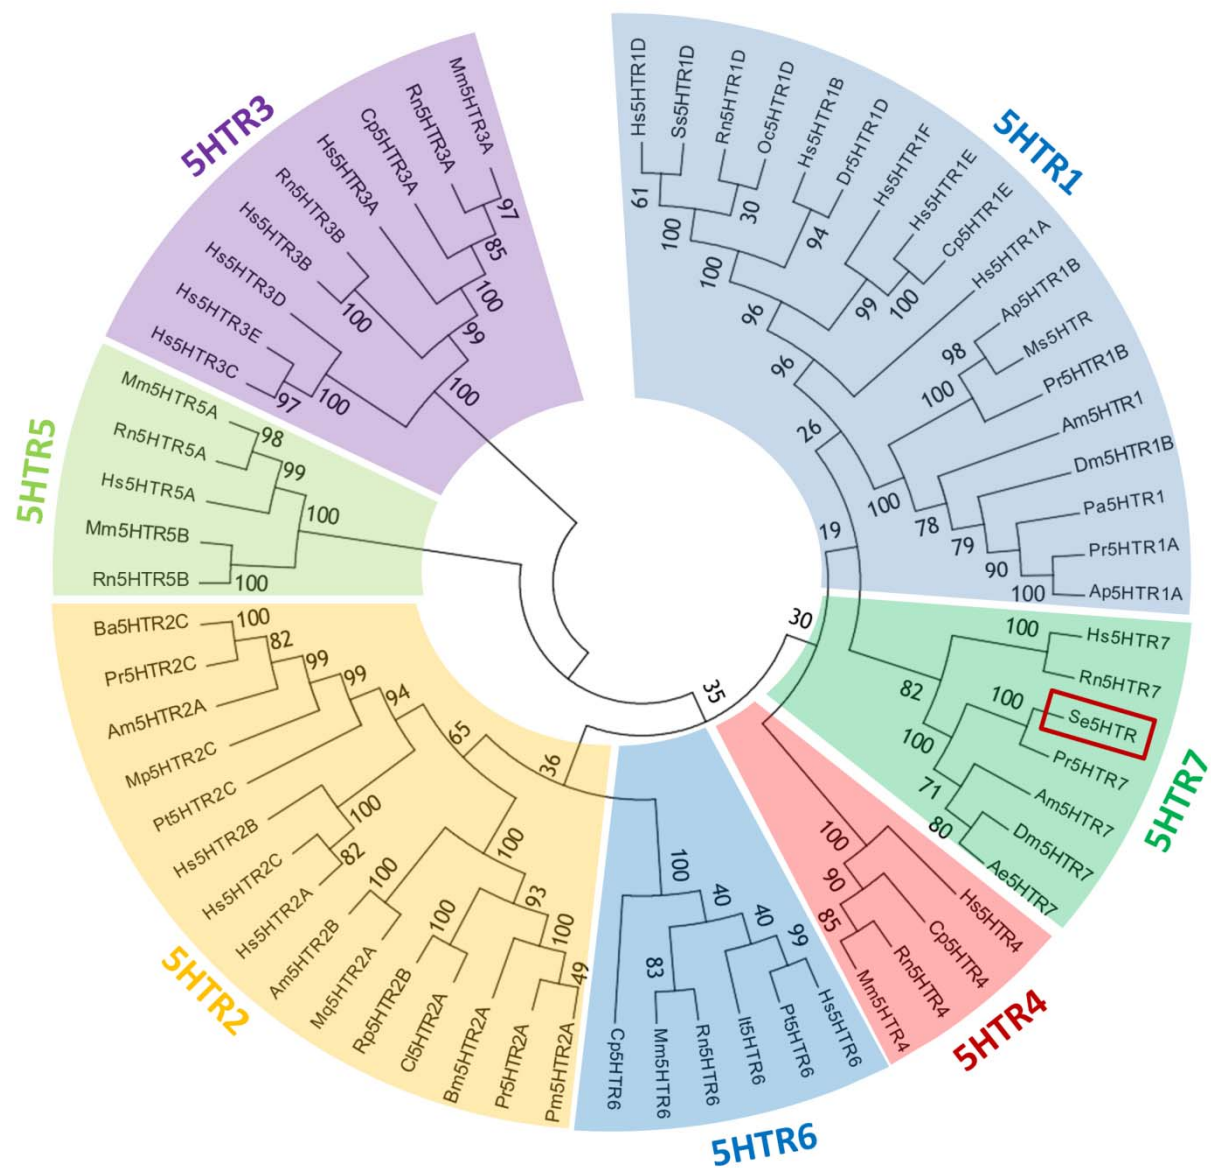 5HTR3
Mm5HTR3A
Rn5HTR3A
Cp5HTR3A
Hs5HTR3A
Rn5HTR3B
Hs5HTR3B
Hs5HTR3D
Hs5HTR3E
Hs5HTR3C
97
85
100
99
100
100
100
97
5HTR1
Hs5HTR1D
Ss5HTR1D
Rn5HTR1D
Oc5HTR1D
Hs5HTR1B
Dr5HTR1D
Hs5HTR1F
Hs5HTR1E
Cp5HTR1E
Hs5HTR1A
Ap5HTR1B
Ms5HTR
Pr5HTR1B
Am5HTR1
Dm5HTR1B
Pa5HTR1
Pr5HTR1A
Ap5HTR1A
61
100
30
100
94
96
99
100
96
98
100
26
100
78
79
90
100
19
5HTR7
Hs5HTR7
Rn5HTR7
Se5HTR
Pr5HTR7
Am5HTR7
Dm5HTR7
Ae5HTR7
100
82
100
100
71
80
30
35
5HTR4
Hs5HTR4
Cp5HTR4
Rn5HTR4
Mm5HTR4
100
90
85
5HTR6
Hs5HTR6
Pt5HTR6
It5HTR6
Rn5HTR6
Mm5HTR6
Cp5HTR6
100
40
40
99
83
36
5HTR2
Ba5HTR2C
Pr5HTR2C
Am5HTR2A
Mp5HTR2C
Pt5HTR2C
Hs5HTR2B
Hs5HTR2C
Hs5HTR2A
Am5HTR2B
Mq5HTR2A
Rp5HTR2B
Cl5HTR2A
Bm5HTR2A
Pr5HTR2A
Pm5HTR2A
100
82
99
99
94
65
100
82
100
100
93
100
100
49
5HTR5
Mm5HTR5A
Rn5HTR5A
Hs5HTR5A
Mm5HTR5B
Rn5HTR5B
98
99
100
100